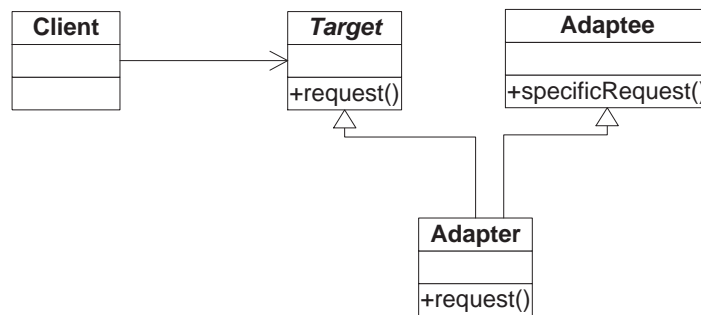 Client
Target
Adaptee
+request()
+specificRequest()
Adapter
+request()